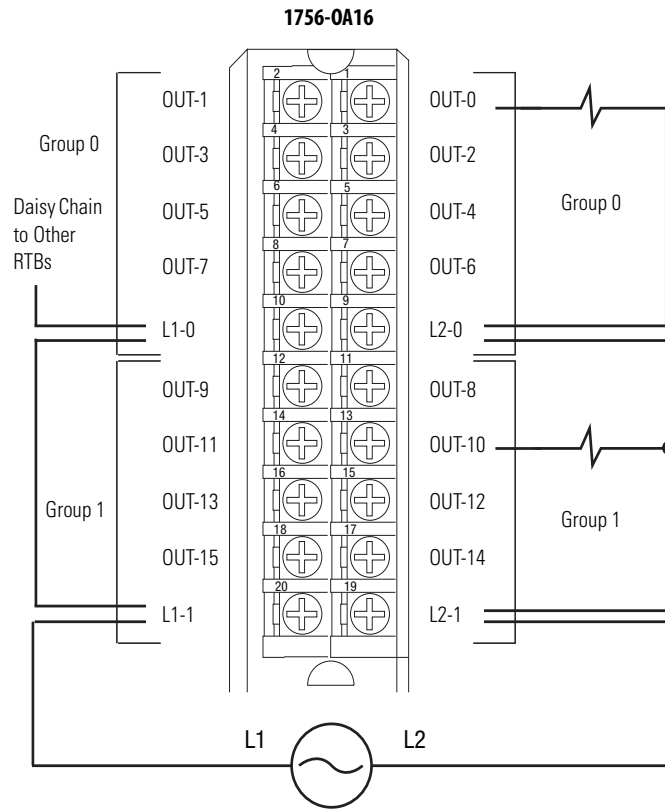 1756-OA16
2 1
OUT-1 OUT-0
Group 0
4 3
OUT-3 OUT-2
Daisy Chain
to Other
RTBs
6 5
OUT-5 OUT-4
Group 0
8 7
OUT-7 OUT-6
10 9
L1-0 L2-0
12 11
OUT-9 OUT-8
14 13
OUT-11 OUT-10
16 15
OUT-13 OUT-12
Group 1 Group 1
18 17
OUT-15 OUT-14
20 19
L1-1 L2-1
L1 L2